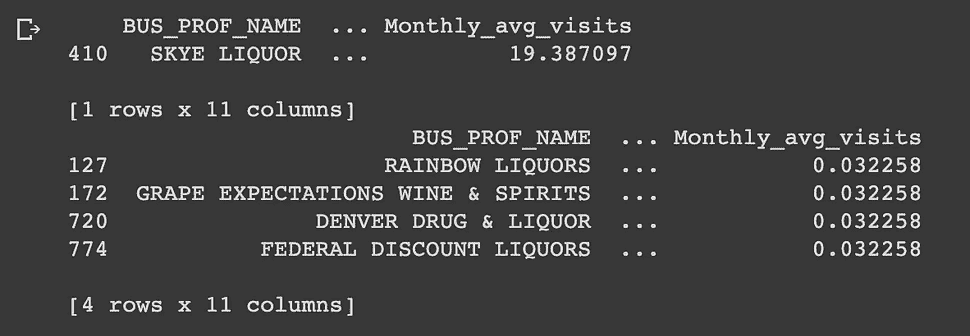 BUS_PROF_NAME ... Monthly_avg_visits
410 SKYE LIQUOR ... 19.387097
[1 rows x 11 columns]
BUS_PROF_NAME ... Monthly_avg_visits
127 RAINBOW LIQUORS ... 0.032258
172 GRAPE EXPECTATIONS WINE & SPIRITS ... 0.032258
720 DENVER DRUG & LIQUOR ... 0.032258
774 FEDERAL DISCOUNT LIQUORS ... 0.032258
[4 rows x 11 columns]